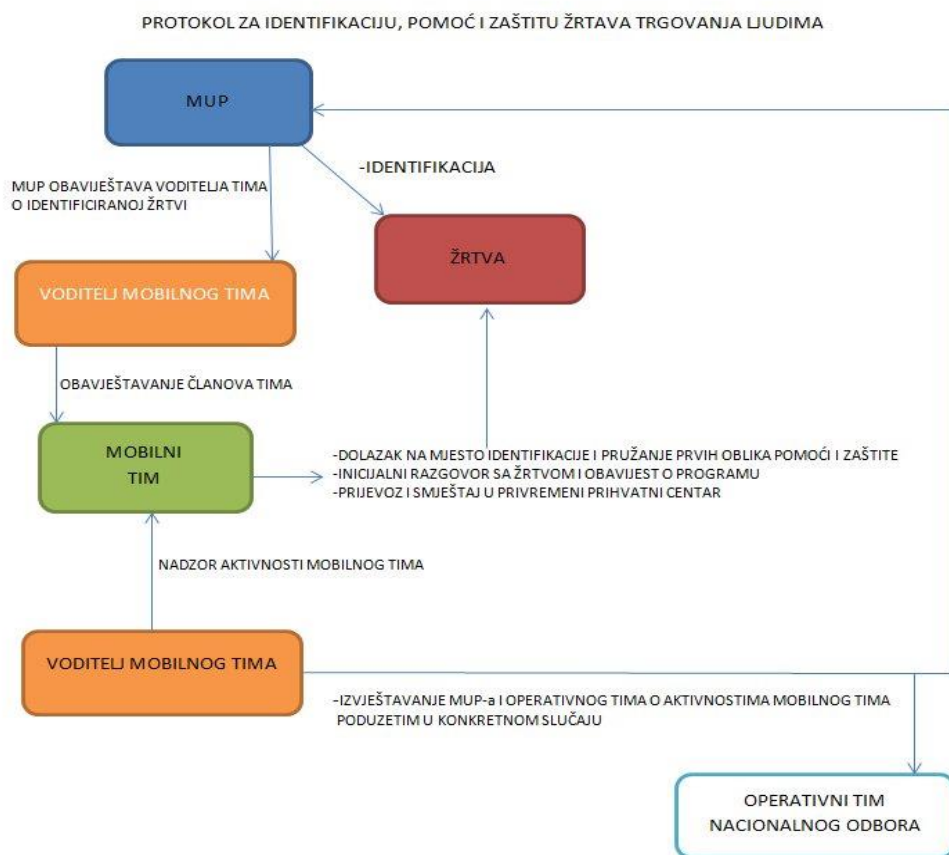 PROTOKOL ZA IDENTIFIKACIJU, POMOĆ I ZAŠTITU ŽRTAVA TRGOVANJA LJUDIMA
MUP
-IDENTIFIKACIJA
MUP OBAVIJEŠTAVA VODITELJA TIMA
O IDENTIFICIRANOJ ŽRTVI
ŽRTVA
VODITELJ MOBILNOG TIMA
OBAVJEŠTAVANJE ČLANOVA TIMA
MOBILNI
TIM
-DOLAZAK NA MJESTO IDENTIFIKACIJE I PRUŽANJE PRVIH OBLIKA POMOĆI I ZAŠTITE
-INICIJALNI RAZGOVOR SA ŽRTVOM I OBAVIJEST O PROGRAMU
-PRIJEVOZ I SMJEŠTAJ U PRIVREMENI PRIHVATNI CENTAR
NADZOR AKTIVNOSTI MOBILNOG TIMA
VODITELJ MOBILNOG TIMA
-IZVJEŠTAVANJE MUP-a I OPERATIVNOG TIMA O AKTIVNOSTIMA MOBILNOG TIMA
PODUZETIM U KONKRETNOM SLUČAJU
OPERATIVNI TIM
NACIONALNOG ODBORA